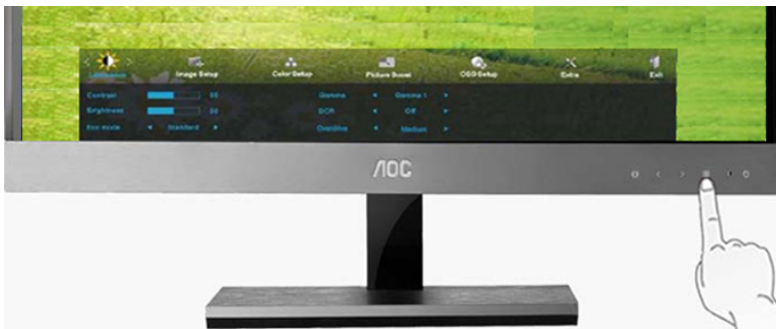 Luminance Image Setup Color Setup Picture Boost OSD Setup Extra Exit
Contrast 50 Gamma Gamma 1
Brightness 50 DCR Off
Eco mode Standard Overdrive Medium
AOC